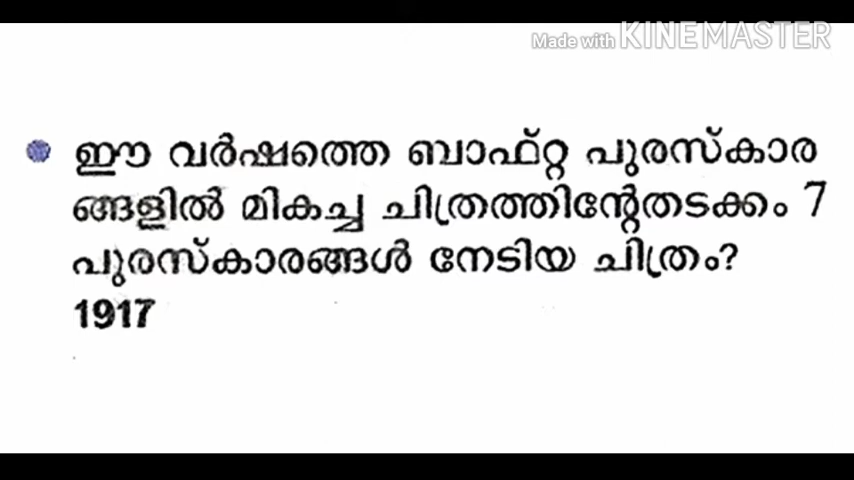 Made with KINEMASTER
ഈ വർഷത്തെ ബാഫ്റ്റ പുരസ്കാര
ങ്ങളിൽ മികച്ച ചിത്രത്തിന്റേതടക്കം 7
പുരസ്കാരങ്ങൾ നേടിയ ചിത്രം?
1917